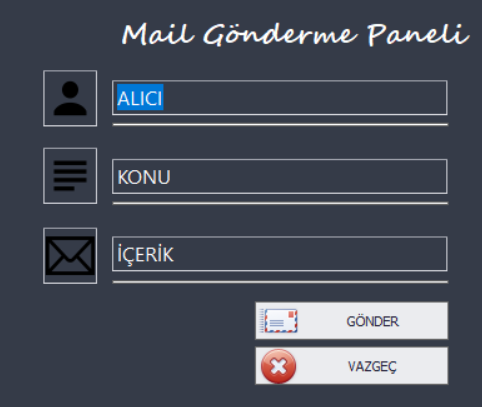 Mail Gönderme Paneli
ALICI
KONU
İÇERİK
GÖNDER
VAZGEÇ